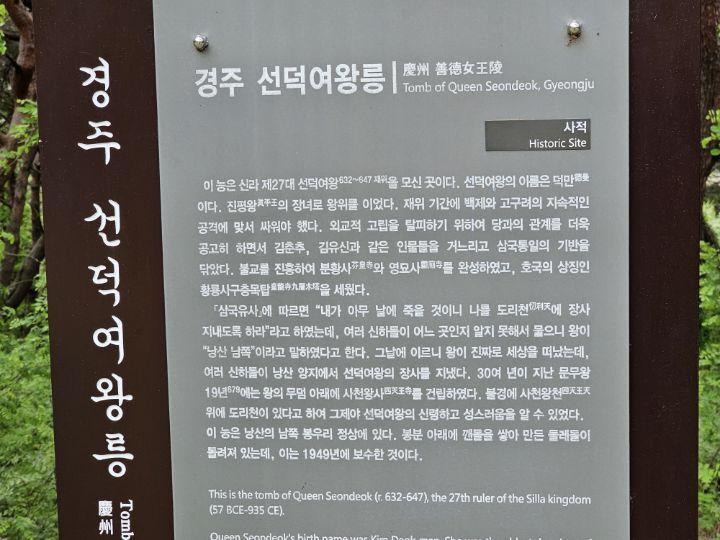 경주 선덕여왕릉
慶州
Tomb
경주 선덕여왕릉
慶州 善德女王陵
Tomb of Queen Seondeok, Gyeongju
사적
Historic Site
이 능은 신라 제27대 선덕여왕632~647 재위을 모신 곳이다. 선덕여왕의 이름은 덕만德曼
이다. 진평왕眞平王의 장녀로 왕위를 이었다. 재위 기간에 백제와 고구려의 지속적인
공격에 맞서 싸워야 했다. 외교적 고립을 탈피하기 위하여 당과의 관계를 더욱
공고히 하면서 김춘추, 김유신과 같은 인물들을 거느리고 삼국통일의 기반을
닦았다. 불교를 진흥하여 분황사芬皇寺와 영묘사靈廟寺를 완성하였고, 호국의 상징인
황룡사구층목탑皇龍寺九層木塔을 세웠다.
『삼국유사』에 따르면 “내가 아무 날에 죽을 것이니 나를 도리천忉利天에 장사
지내도록 하라”라고 하였는데, 여러 신하들이 어느 곳인지 알지 못해서 물으니 왕이
“낭산 남쪽”이라고 말하였다고 한다. 그날에 이르니 왕이 진짜로 세상을 떠났는데,
여러 신하들이 낭산 양지에서 선덕여왕의 장사를 지냈다. 30여 년이 지난 문무왕
19년679에는 왕의 무덤 아래에 사천왕사四天王寺를 건립하였다. 불경에 사천왕천四天王天
위에 도리천이 있다고 하여 그제야 선덕여왕의 신령하고 성스러움을 알 수 있었다.
이 능은 낭산의 남쪽 봉우리 정상에 있다. 봉분 아래에 깬돌을 쌓아 만든 둘레돌이
돌려져 있는데, 이는 1949년에 보수한 것이다.
This is the tomb of Queen Seondeok (r. 632-647), the 27th ruler of the Silla kingdom
(57 BCE-935 CE).
Queen Seondeok's birth name was Kim Deok-man. She was the